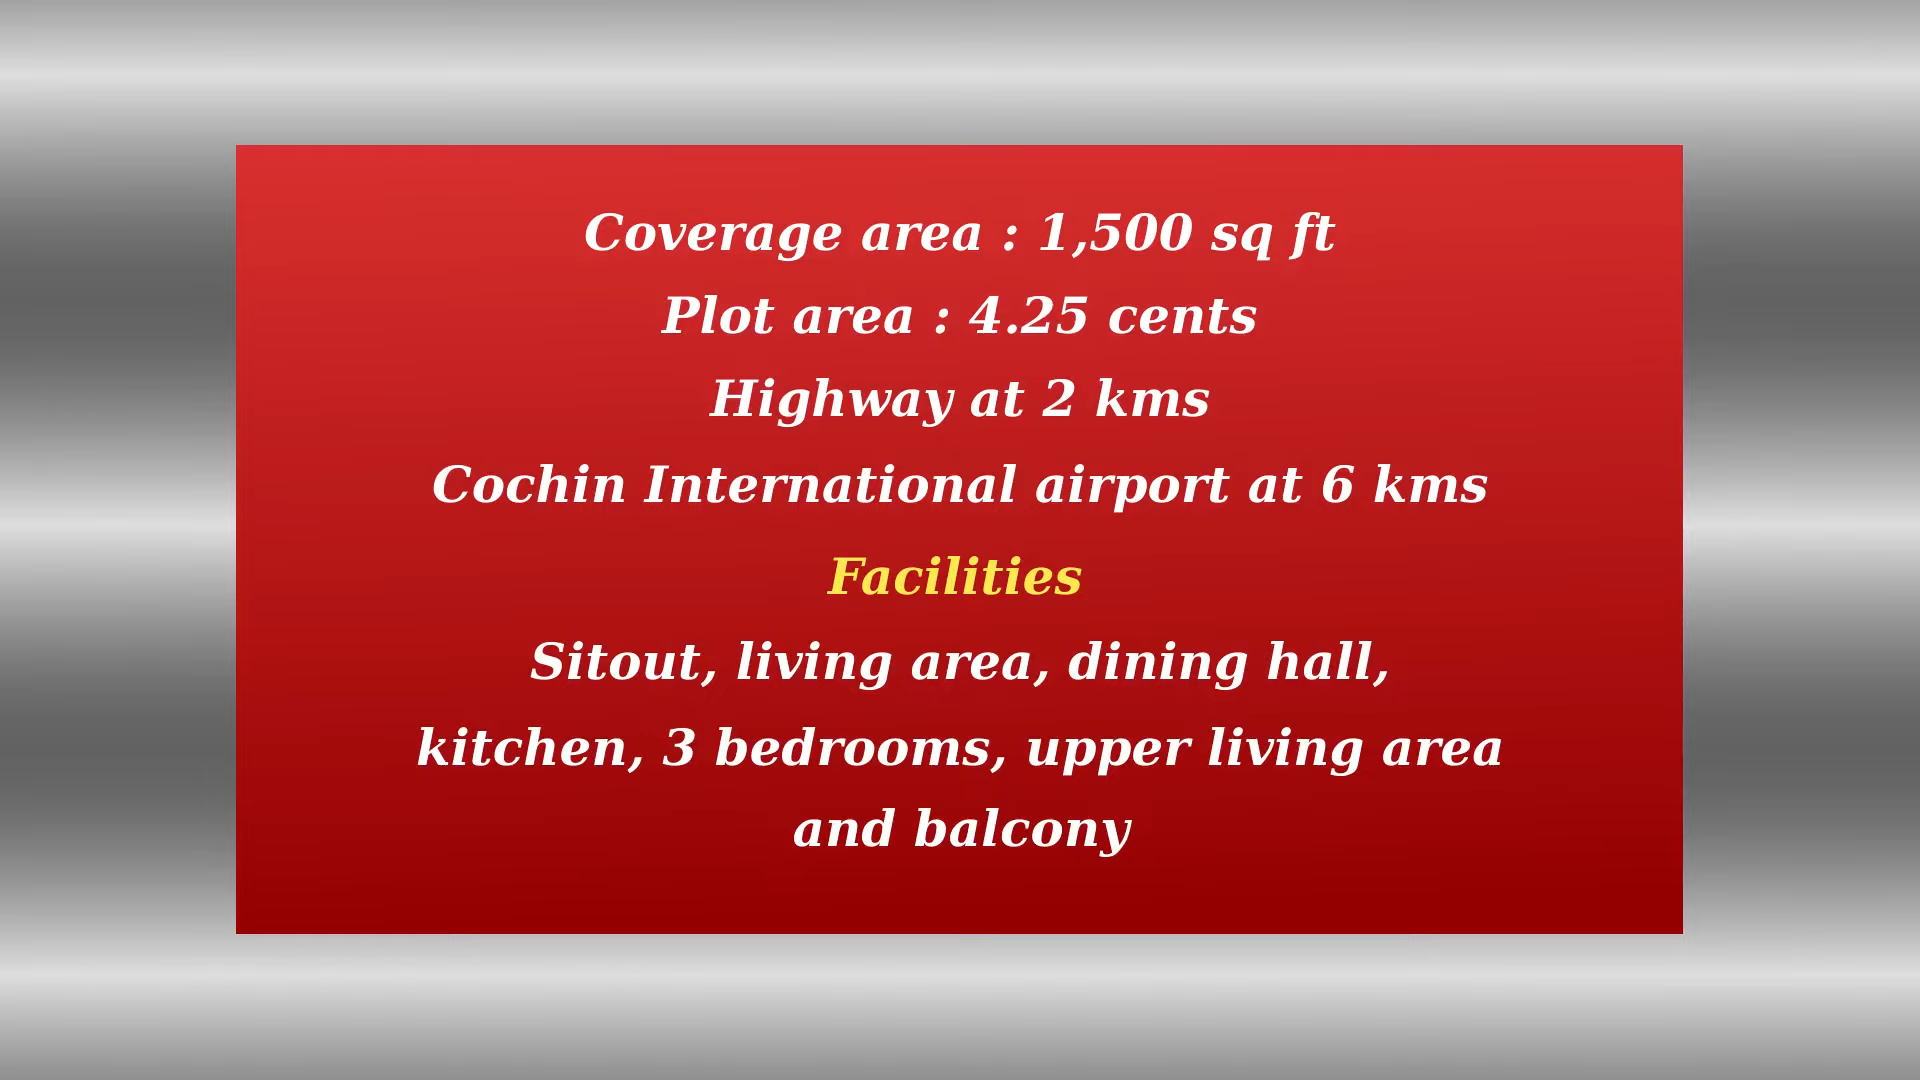 Coverage area : 1,500 sq ft
Plot area : 4.25 cents
Highway at 2 kms
Cochin International airport at 6 kms
Facilities
Sitout, living area, dining hall,
kitchen, 3 bedrooms, upper living area
and balcony